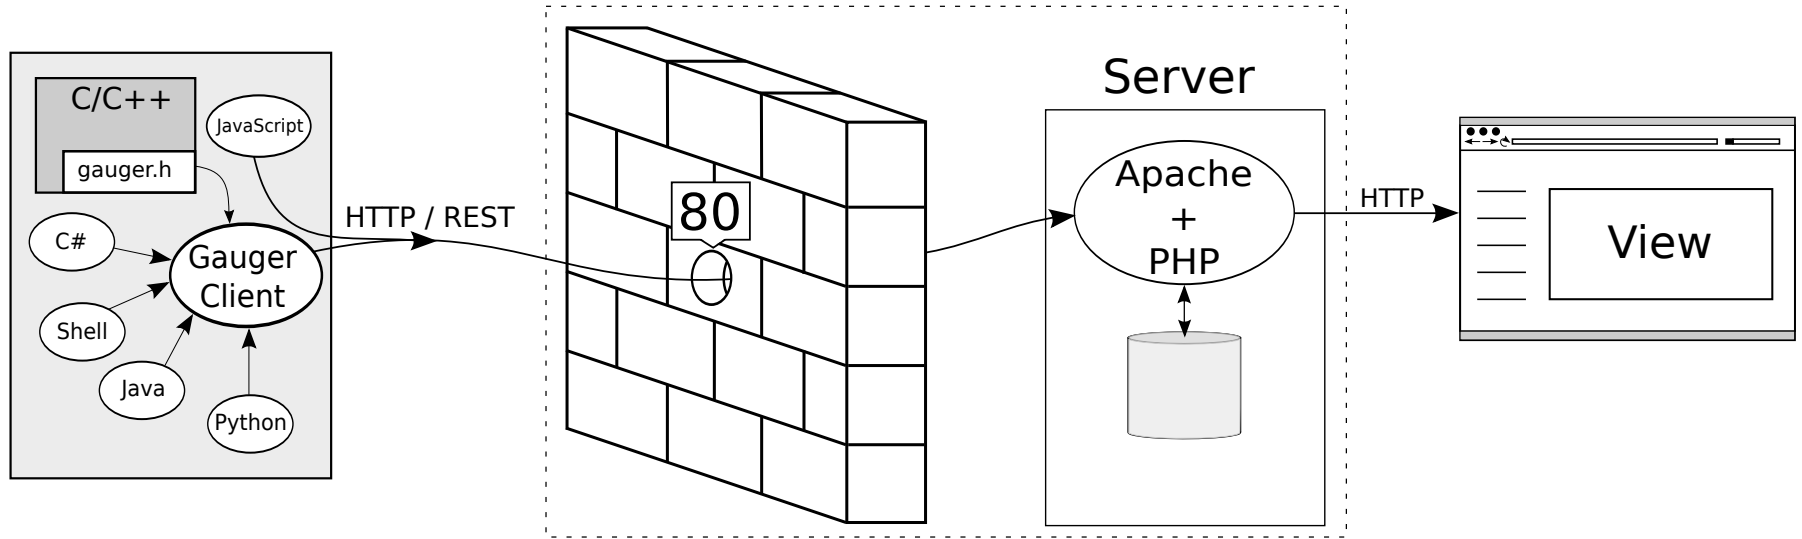 C/C++
gauger.h
JavaScript
C#
Shell
Java
Python
Gauger
Client
HTTP / REST
80
Server
Apache
+
PHP
HTTP
View